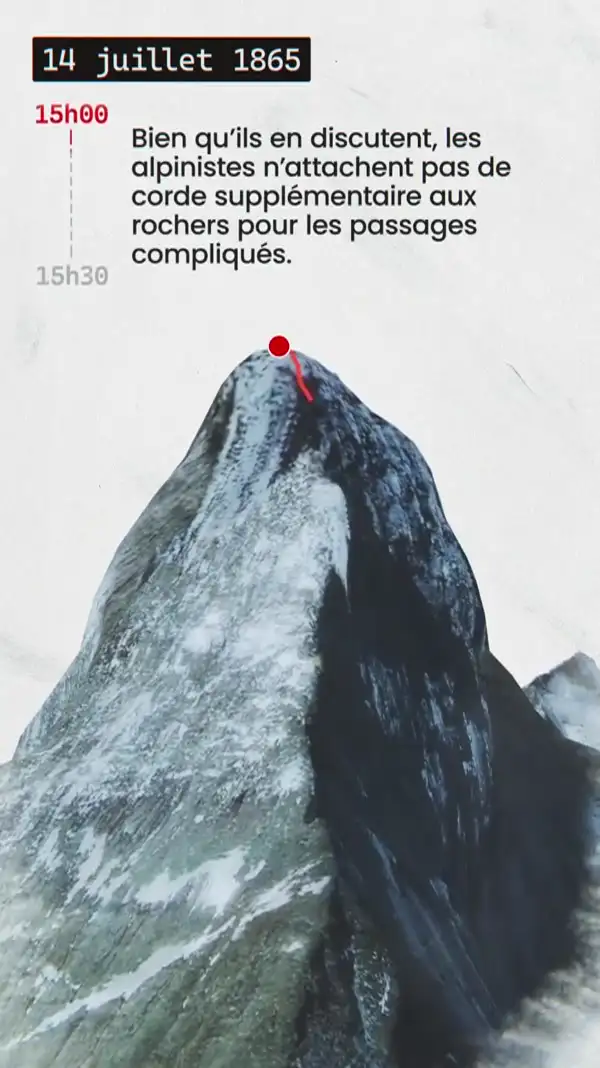 14 juillet 1865
15h00
Bien qu’ils en discutent, les
alpinistes n’attachent pas de
corde supplémentaire aux
rochers pour les passages
compliqués.
15h30